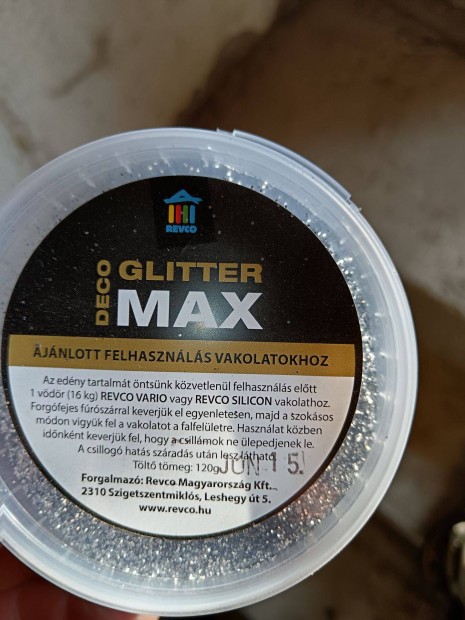 REVCO
DECO
GLITTER
MAX
AJÁNLOTT FELHASZNÁLÁS VAKOLATOKHOZ
Az edény tartalmát öntsük közvetlenül felhasználás előtt
1 vödör (16 kg) REVCO VARIO vagy REVCO SILICON vakolathoz.
Forgófejes fúrószárral keverjük el egyenletesen, majd a szokásos
módon vigyük fel a vakolatot a falfelületre. Használat közben
időnként keverjük fel, hogy a csillámok ne ülepedjenek le.
A csillogó hatás száradás után lesz látható.
Töltő tömeg: 120g
JUN 15.
Forgalmazó: Revco Magyarország Kft.
2310 Szigetszentmiklós, Leshegy út 5.
www.revco.hu